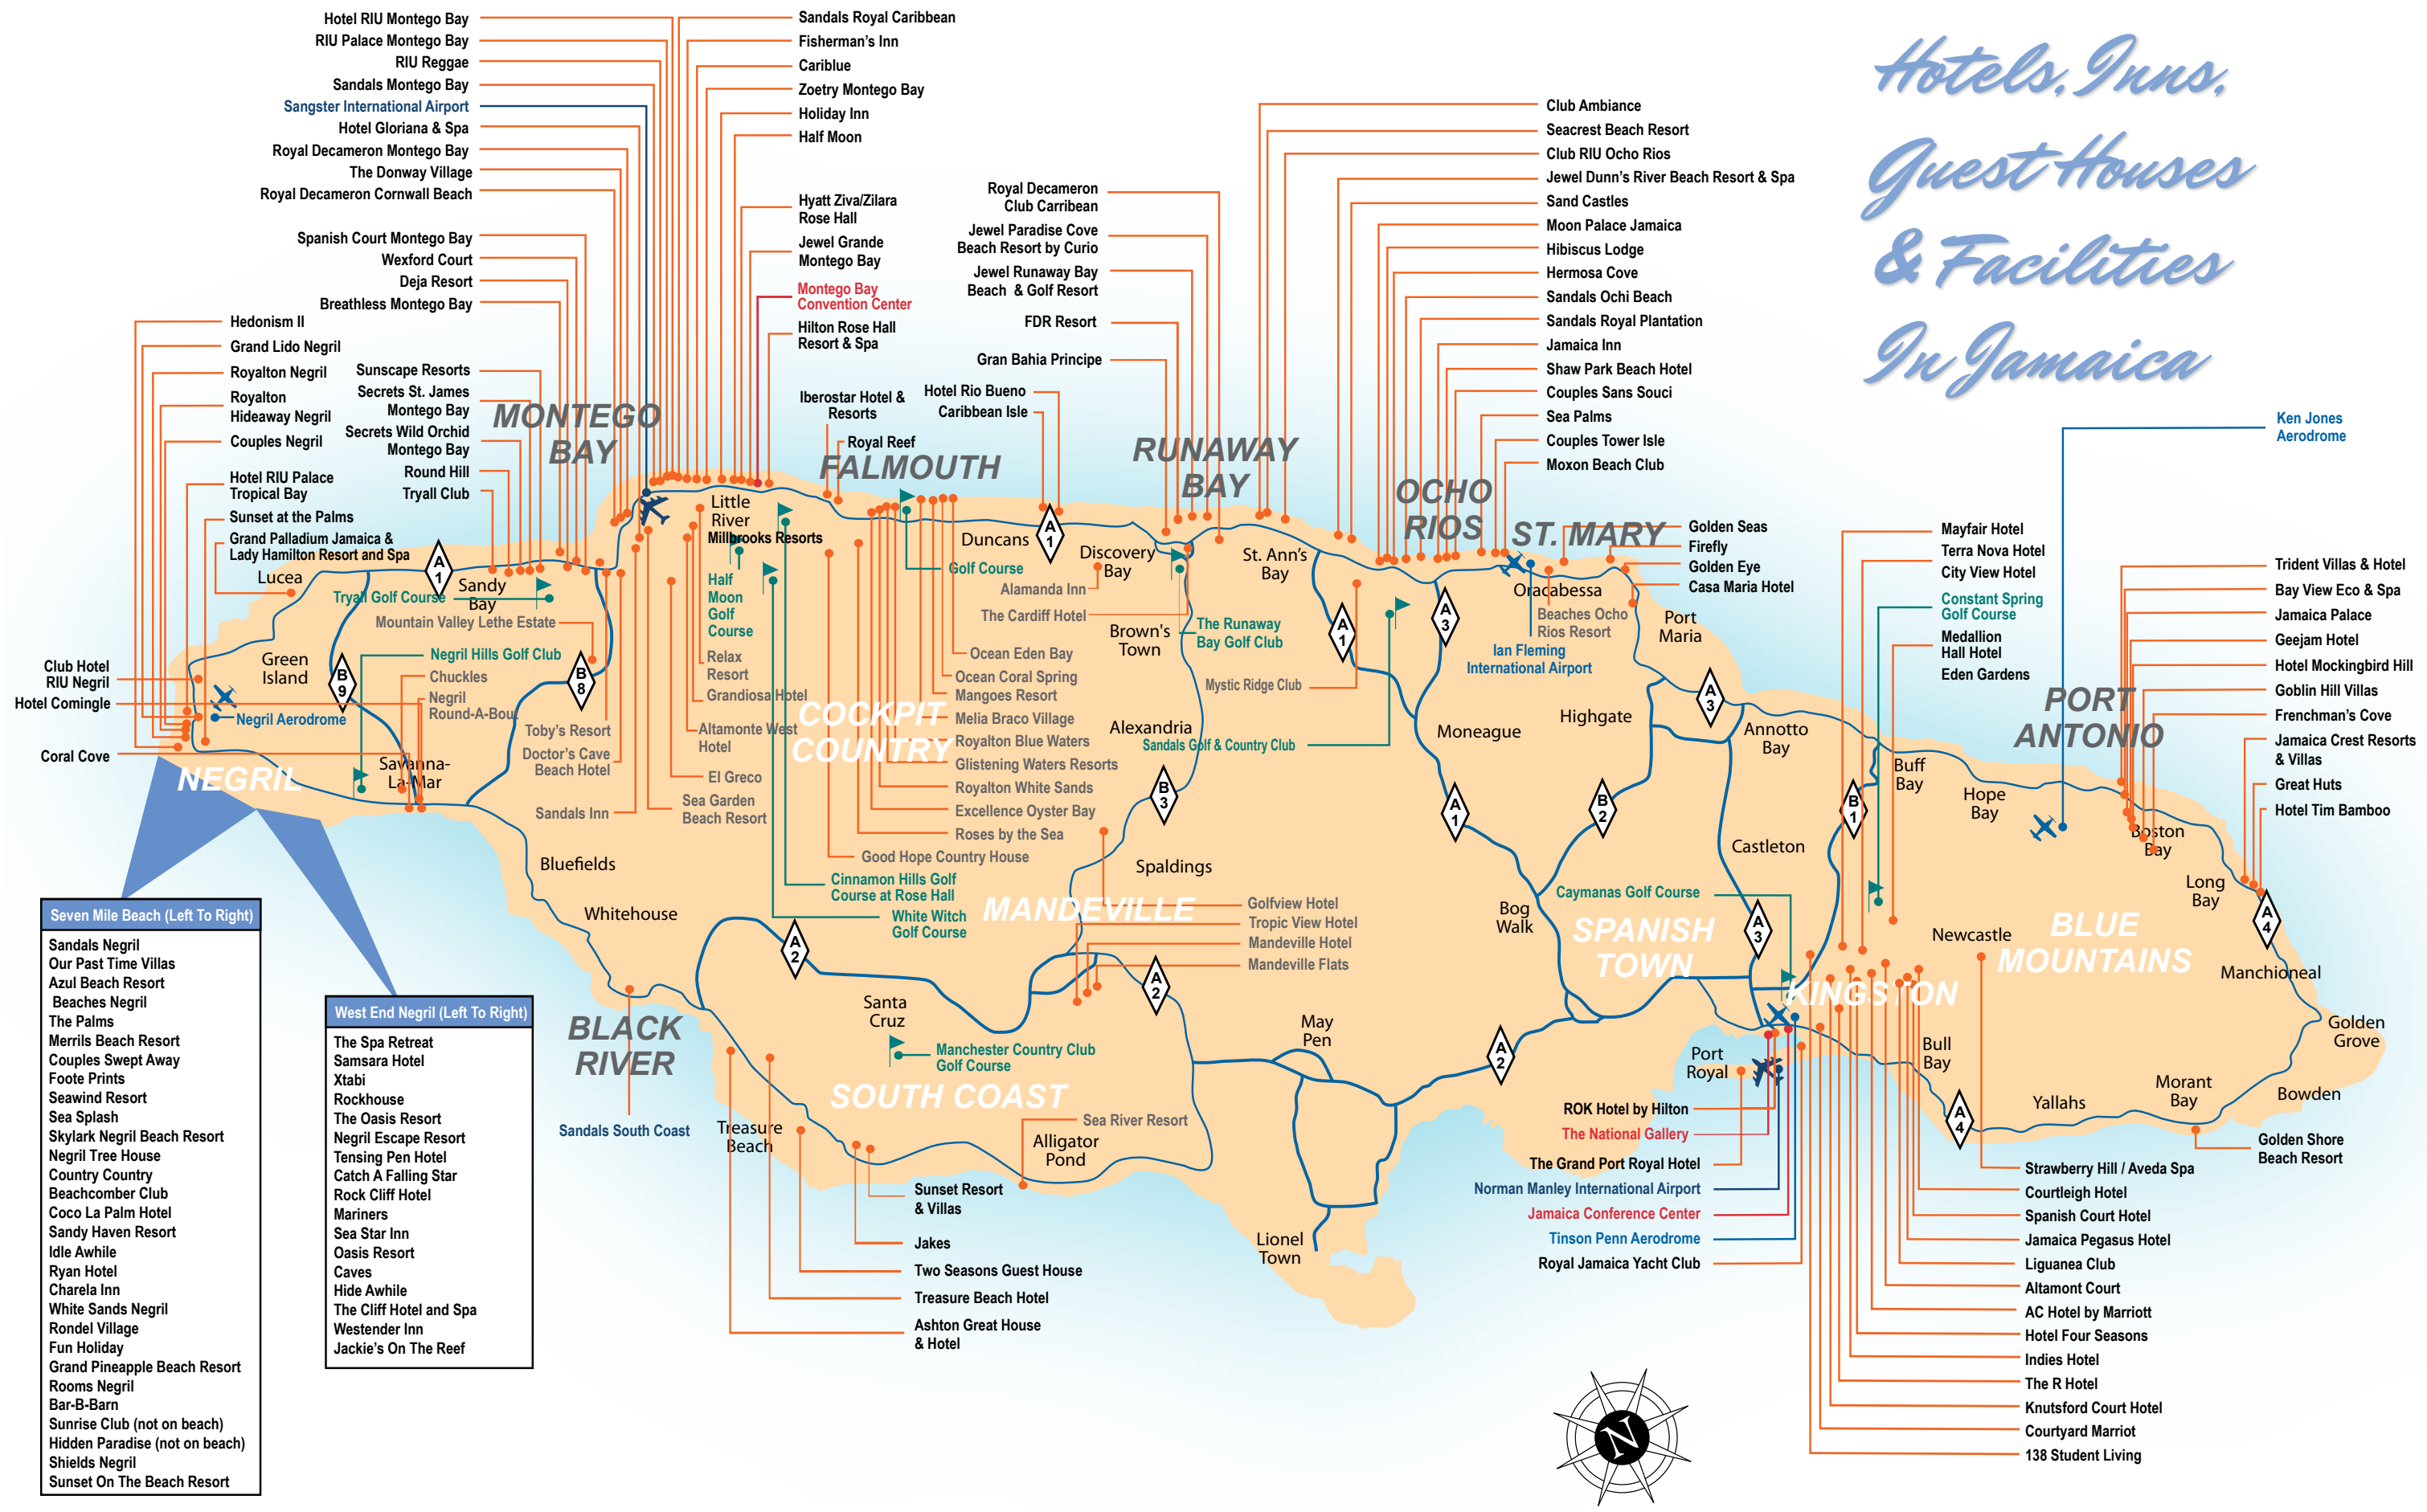 Hotels, Inns,
Guest Houses
& Facilities
In Jamaica
Hotel RIU Montego Bay
RIU Palace Montego Bay
RIU Reggae
Sandals Montego Bay
Sangster International Airport
Hotel Gloriana & Spa
Royal Decameron Montego Bay
The Donway Village
Royal Decameron Cornwall Beach
Spanish Court Montego Bay
Wexford Court
Deja Resort
Breathless Montego Bay
Sunscape Resorts
Secrets St. James
Montego Bay
Secrets Wild Orchid
Montego Bay
Round Hill
Tryall Club
Hedonism II
Grand Lido Negril
Royalton Negril
Royalton
Hideaway Negril
Couples Negril
Hotel RIU Palace
Tropical Bay
Sunset at the Palms
Grand Palladium Jamaica &
Lady Hamilton Resort and Spa
Sandals Royal Caribbean
Fisherman's Inn
Cariblue
Zoetry Montego Bay
Holiday Inn
Half Moon
Hyatt Ziva/Zilara
Rose Hall
Jewel Grande
Montego Bay
Montego Bay
Convention Center
Hilton Rose Hall
Resort & Spa
Iberostar Hotel &
Resorts
Royal Reef
Royal Decameron
Club Carribean
Jewel Paradise Cove
Beach Resort by Curio
Jewel Runaway Bay
Beach & Golf Resort
FDR Resort
Gran Bahia Principe
Hotel Rio Bueno
Caribbean Isle
Club Ambiance
Seacrest Beach Resort
Club RIU Ocho Rios
Jewel Dunn's River Beach Resort & Spa
Sand Castles
Moon Palace Jamaica
Hibiscus Lodge
Hermosa Cove
Sandals Ochi Beach
Sandals Royal Plantation
Jamaica Inn
Shaw Park Beach Hotel
Couples Sans Souci
Sea Palms
Couples Tower Isle
Moxon Beach Club
Ken Jones
Aerodrome
MONTEGO
BAY
FALMOUTH
RUNAWAY
BAY
OCHO
RIOS
ST. MARY
Golden Seas
Firefly
Golden Eye
Casa Maria Hotel
Mayfair Hotel
Terra Nova Hotel
City View Hotel
Constant Spring
Golf Course
Medallion
Hall Hotel
Eden Gardens
Trident Villas & Hotel
Bay View Eco & Spa
Jamaica Palace
Geejam Hotel
Hotel Mockingbird Hill
Goblin Hill Villas
Frenchman's Cove
Jamaica Crest Resorts
& Villas
Great Huts
Hotel Tim Bamboo
PORT
ANTONIO
Lucea
A
1
Sandy
Bay
Tryall Golf Course
Mountain Valley Lethe Estate
Green
Island
B
9
Negril Hills Golf Club
Chuckles
Negril
Round-A-Bou
B
8
Club Hotel
RIU Negril
Hotel Comingle
Coral Cove
Negril Aerodrome
NEGRIL
Savanna-
La-Mar
Toby's Resort
Doctor's Cave
Beach Hotel
Sandals Inn
Little
River
Millbrooks Resorts
Half
Moon
Golf
Course
Relax
Resort
Grandiosa Hotel
Altamonte West
Hotel
El Greco
Sea Garden
Beach Resort
COCKPIT
COUNTRY
Golf Course
Duncans
A
1
Discovery
Bay
Alamanda Inn
The Cardiff Hotel
Brown's
Town
The Runaway
Bay Golf Club
Ocean Eden Bay
Ocean Coral Spring
Mangoes Resort
Melia Braco Village
Royalton Blue Waters
Glistening Waters Resorts
Royalton White Sands
Excellence Oyster Bay
Roses by the Sea
Good Hope Country House
Cinnamon Hills Golf
Course at Rose Hall
White Witch
Golf Course
St. Ann's
Bay
A
1
A
3
Mystic Ridge Club
Alexandria
Sandals Golf & Country Club
B
3
Spaldings
Moneague
A
1
Oracabessa
Beaches Ocho
Rios Resort
Ian Fleming
International Airport
Port
Maria
Highgate
A
3
Annotto
Bay
B
2
B
1
Buff
Bay
Hope
Bay
Boston
Bay
Castleton
Long
Bay
A
4
Bluefields
Whitehouse
MANDEVILLE
Golfview Hotel
Tropic View Hotel
Mandeville Hotel
Mandeville Flats
A
2
A
2
Santa
Cruz
Manchester Country Club
Golf Course
SOUTH COAST
BLACK
RIVER
Sandals South Coast
Treasure
Beach
Sea River Resort
Alligator
Pond
Bog
Walk
Caymanas Golf Course
SPANISH
TOWN
A
3
KINGSTON
Newcastle
BLUE
MOUNTAINS
Manchioneal
Golden
Grove
Bowden
Morant
Bay
Yallahs
Bull
Bay
A
4
May
Pen
A
2
Lionel
Town
Port
Royal
ROK Hotel by Hilton
The National Gallery
The Grand Port Royal Hotel
Norman Manley International Airport
Jamaica Conference Center
Tinson Penn Aerodrome
Royal Jamaica Yacht Club
Golden Shore
Beach Resort
Strawberry Hill / Aveda Spa
Courtleigh Hotel
Spanish Court Hotel
Jamaica Pegasus Hotel
Liguanea Club
Altamont Court
AC Hotel by Marriott
Hotel Four Seasons
Indies Hotel
The R Hotel
Knutsford Court Hotel
Courtyard Marriot
138 Student Living
Sunset Resort
& Villas
Jakes
Two Seasons Guest House
Treasure Beach Hotel
Ashton Great House
& Hotel
Seven Mile Beach (Left To Right)
Sandals Negril
Our Past Time Villas
Azul Beach Resort
Beaches Negril
The Palms
Merrils Beach Resort
Couples Swept Away
Foote Prints
Seawind Resort
Sea Splash
Skylark Negril Beach Resort
Negril Tree House
Country Country
Beachcomber Club
Coco La Palm Hotel
Sandy Haven Resort
Idle Awhile
Ryan Hotel
Charela Inn
White Sands Negril
Rondel Village
Fun Holiday
Grand Pineapple Beach Resort
Rooms Negril
Bar-B-Barn
Sunrise Club (not on beach)
Hidden Paradise (not on beach)
Shields Negril
Sunset On The Beach Resort
West End Negril (Left To Right)
The Spa Retreat
Samsara Hotel
Xtabi
Rockhouse
The Oasis Resort
Negril Escape Resort
Tensing Pen Hotel
Catch A Falling Star
Rock Cliff Hotel
Mariners
Sea Star Inn
Oasis Resort
Caves
Hide Awhile
The Cliff Hotel and Spa
Westender Inn
Jackie's On The Reef
N